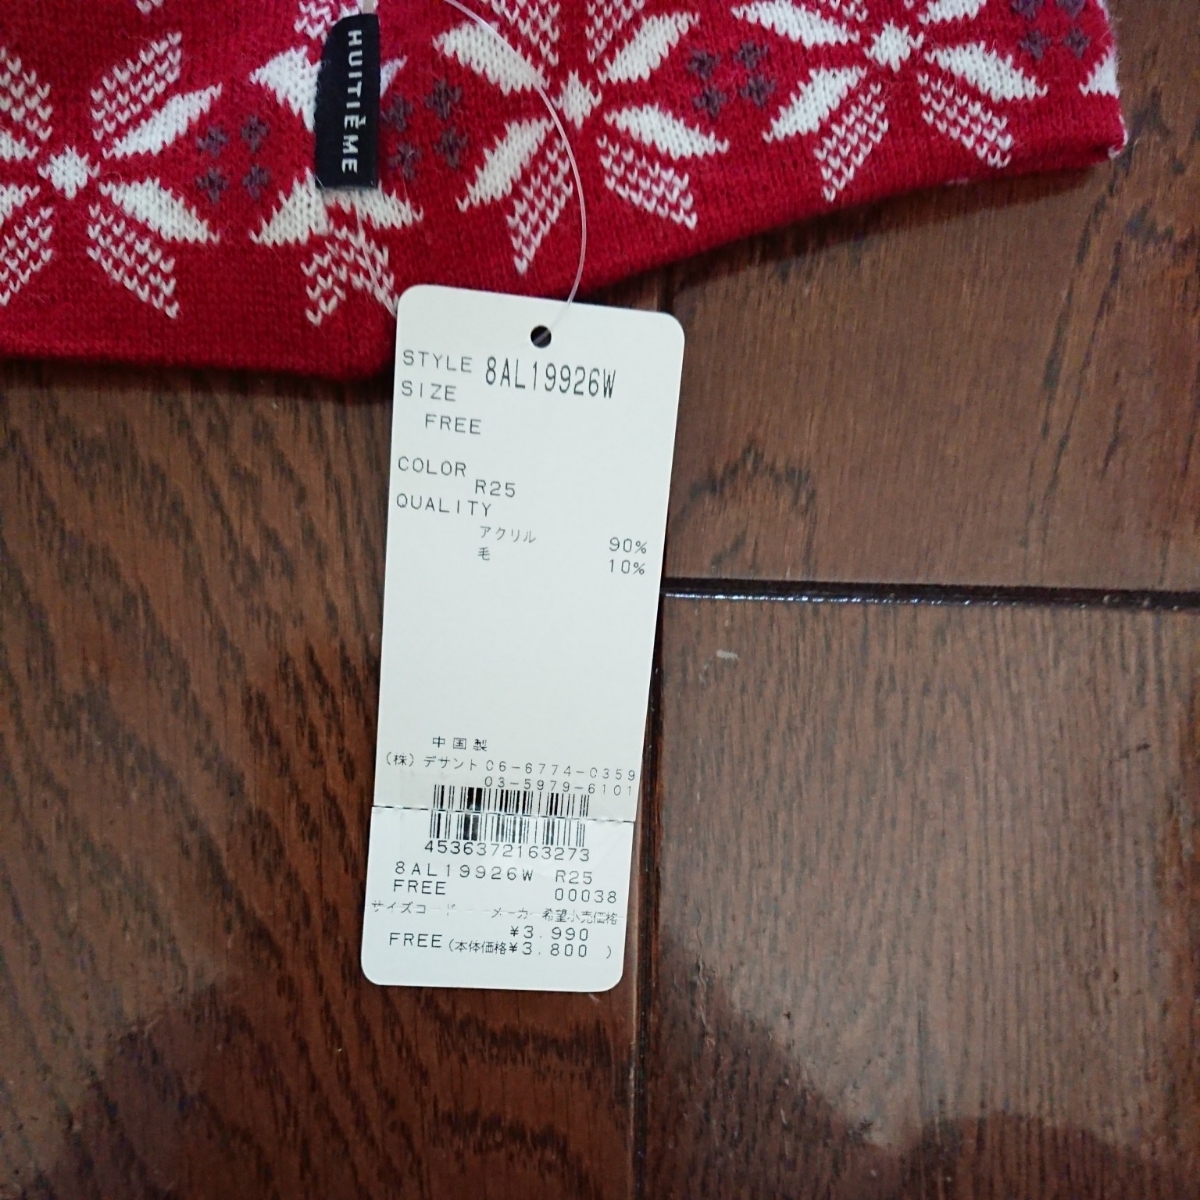 HUITIÈME
STYLE 8AL19926W
SIZE
FREE
COLOR
R25
QUALITY
アクリル 90%
毛 10%
中国製
(株)デサント 06-6774-0359
03-5979-6101
4536372163273
8AL19926W R25
FREE 00038
サイズコード メーカー希望小売価格
¥3.990
FREE (本体価格¥3.800 )